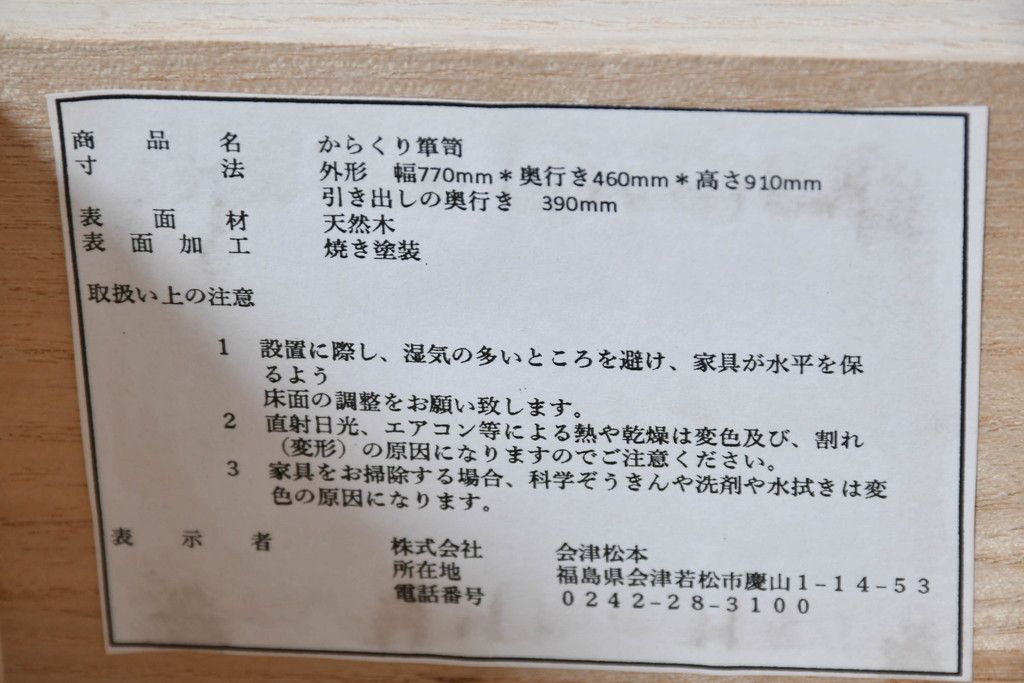 商品名 からくり箪笥
寸法 外形 幅770mm＊奥行き460mm＊高さ910mm
引き出しの奥行き 390mm
表面材 天然木
表面加工 焼き塗装
取扱い上の注意
1 設置に際し、湿気の多いところを避け、家具が水平を保
るよう
床面の調整をお願い致します。
2 直射日光、エアコン等による熱や乾燥は変色及び、割れ
（変形）の原因になりますのでご注意ください。
3 家具をお掃除する場合、科学ぞうきんや洗剤や水拭きは変
色の原因になります。
表示者 株式会社 会津松本
所在地 福島県会津若松市慶山１−１４−５３
電話番号 ０２４２−２８−３１００